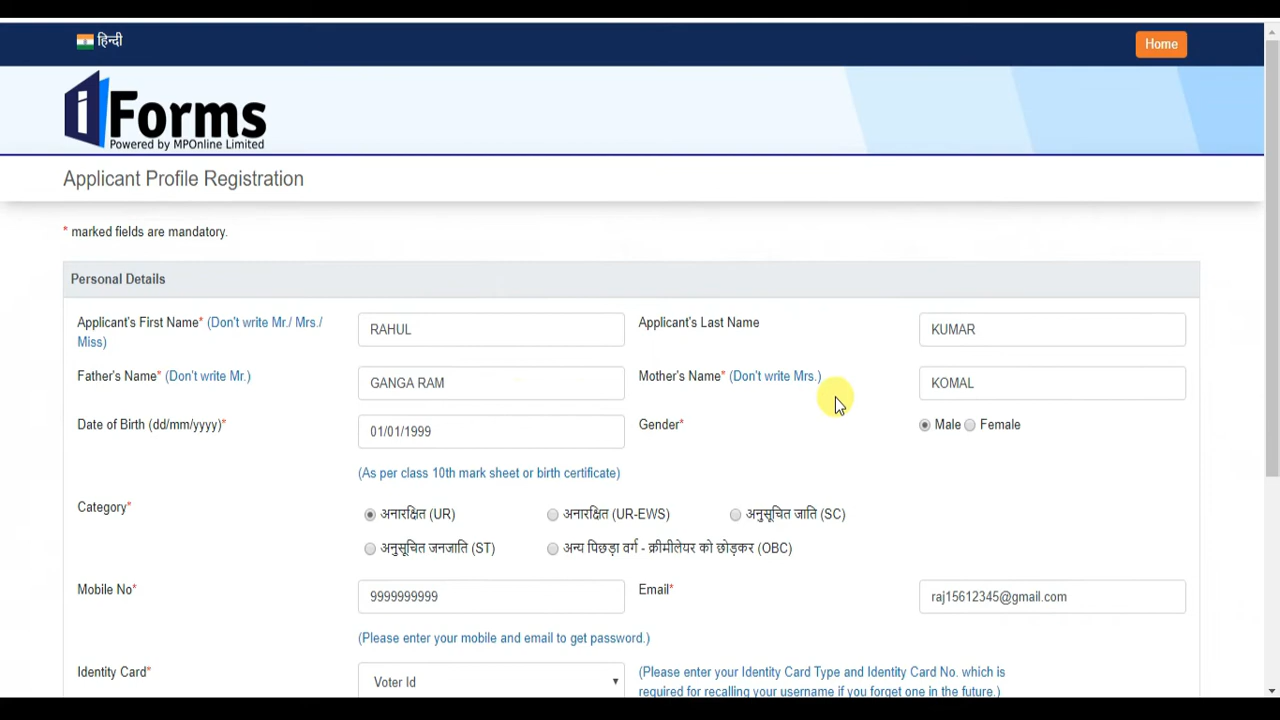 हिन्दी
Home
iForms
Powered by MPOnline Limited
Applicant Profile Registration
* marked fields are mandatory.
Personal Details
Applicant's First Name* (Don't write Mr./ Mrs./
Miss)
RAHUL
Applicant's Last Name
KUMAR
Father's Name* (Don't write Mr.)
GANGA RAM
Mother's Name* (Don't write Mrs.)
KOMAL
Date of Birth (dd/mm/yyyy)*
01/01/1999
Gender*
Male Female
(As per class 10th mark sheet or birth certificate)
Category*
अनारक्षित (UR) अनारक्षित (UR-EWS) अनुसूचित जाति (SC)
अनुसूचित जनजाति (ST) अन्य पिछड़ा वर्ग - क्रीमीलेयर को छोड़कर (OBC)
Mobile No*
9999999999
Email*
raj15612345@gmail.com
(Please enter your mobile and email to get password.)
Identity Card*
Voter Id
(Please enter your Identity Card Type and Identity Card No. which is
required for recalling your username if you forget one in the future.)